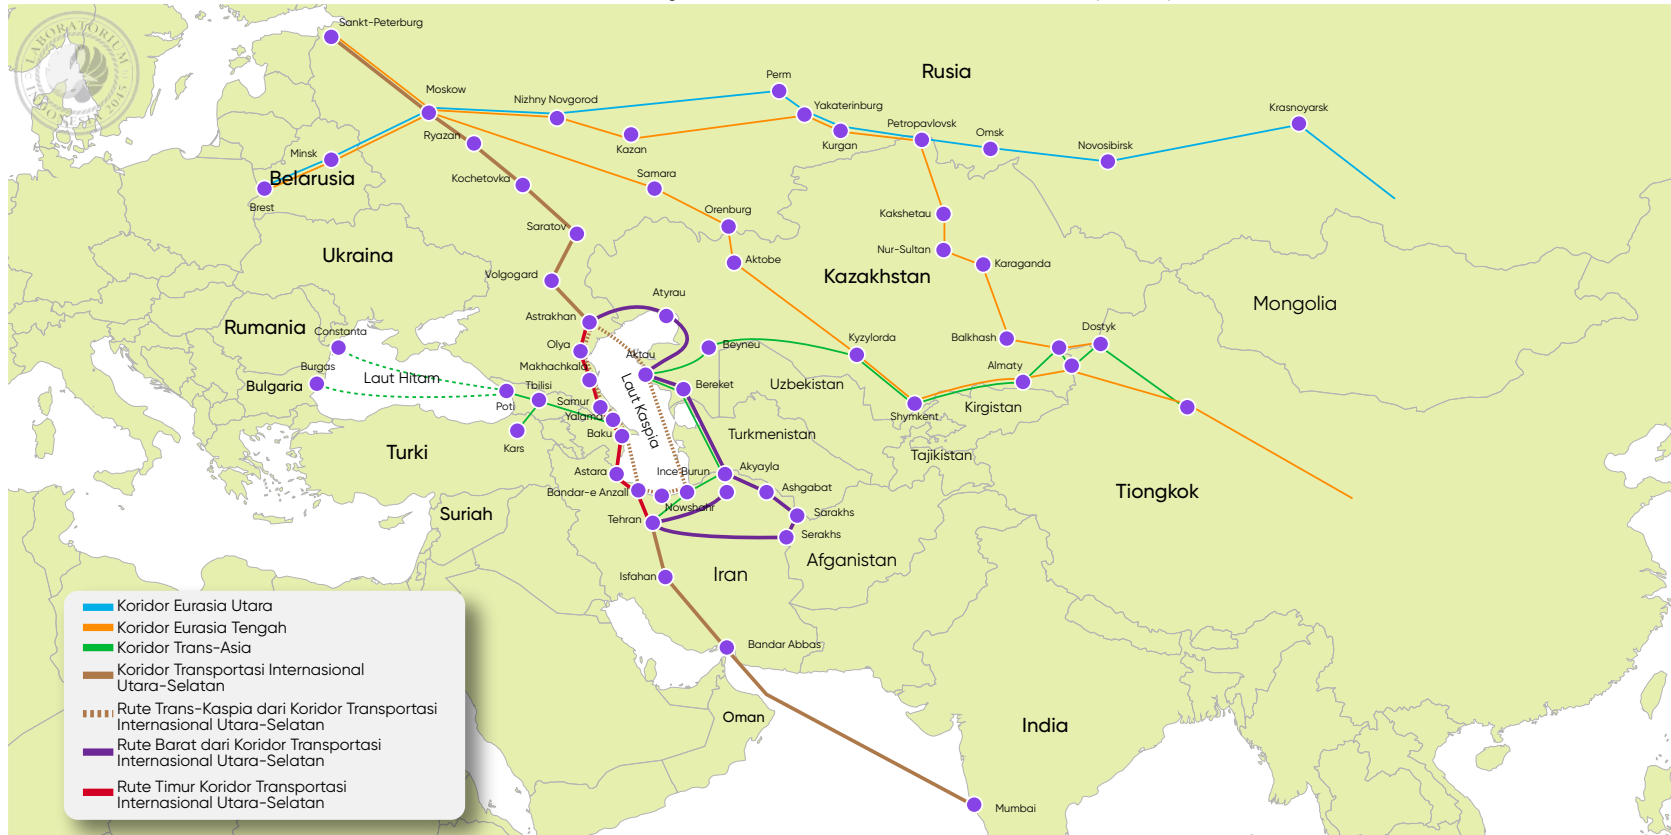 LABORATORIUM
INDONESIA 2045
Sankt-Peterburg
Moskow
Ryazan
Nizhny Novgorod
Kazan
Perm
Yakaterinburg
Kurgan
Petropavlovsk
Omsk
Novosibirsk
Krasnoyarsk
Rusia
Minsk
Belarusia
Brest
Kochetovka
Samara
Saratov
Orenburg
Kakshetau
Nur-Sultan
Karaganda
Ukraina
Aktobe
Kazakhstan
Volgogard
Mongolia
Atyrau
Astrakhan
Rumania
Constanta
Olya
Aktau
Beyneu
Kyzylorda
Balkhash
Dostyk
Almaty
Makhachkala
Burgas
Bulgaria
Laut Hitam
Tbilisi
Poti
Samur
Yalama
Laut Kaspia
Bereket
Uzbekistan
Shymkent
Kirgistan
Baku
Kars
Turki
Turkmenistan
Tajikistan
Astara
Ince Burun
Akyayla
Bandar-e Anzali
Nowshahr
Ashgabat
Tiongkok
Suriah
Tehran
Sarakhs
Serakhs
Afganistan
Isfahan
Iran
Bandar Abbas
Oman
India
Mumbai
Koridor Eurasia Utara
Koridor Eurasia Tengah
Koridor Trans-Asia
Koridor Transportasi Internasional
Utara-Selatan
Rute Trans-Kaspia dari Koridor Transportasi
Internasional Utara-Selatan
Rute Barat dari Koridor Transportasi
Internasional Utara-Selatan
Rute Timur Koridor Transportasi
Internasional Utara-Selatan